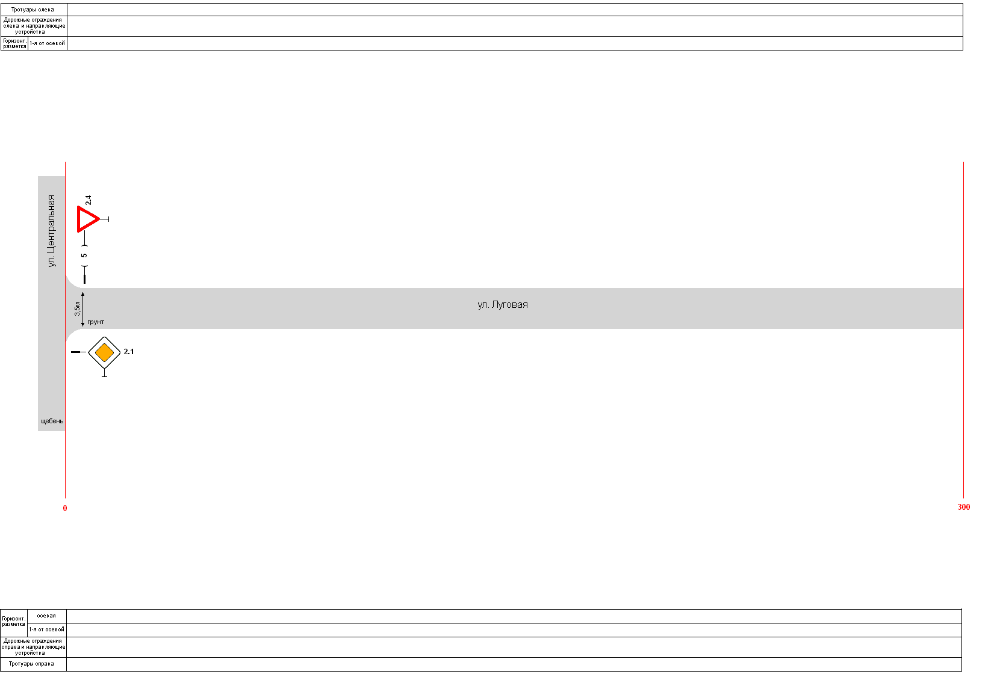 Тротуары слева
Дорожные ограждения
слева и направляющие
устройства
Горизонт.
разметка
1-я от осевой
ул. Центральная
2.4
5
3,5м
грунт
ул. Луговая
2.1
щебень
0
300
Горизонт.
разметка
осевая
1-я от осевой
Дорожные ограждения
справа и направляющие
устройства
Тротуары справа